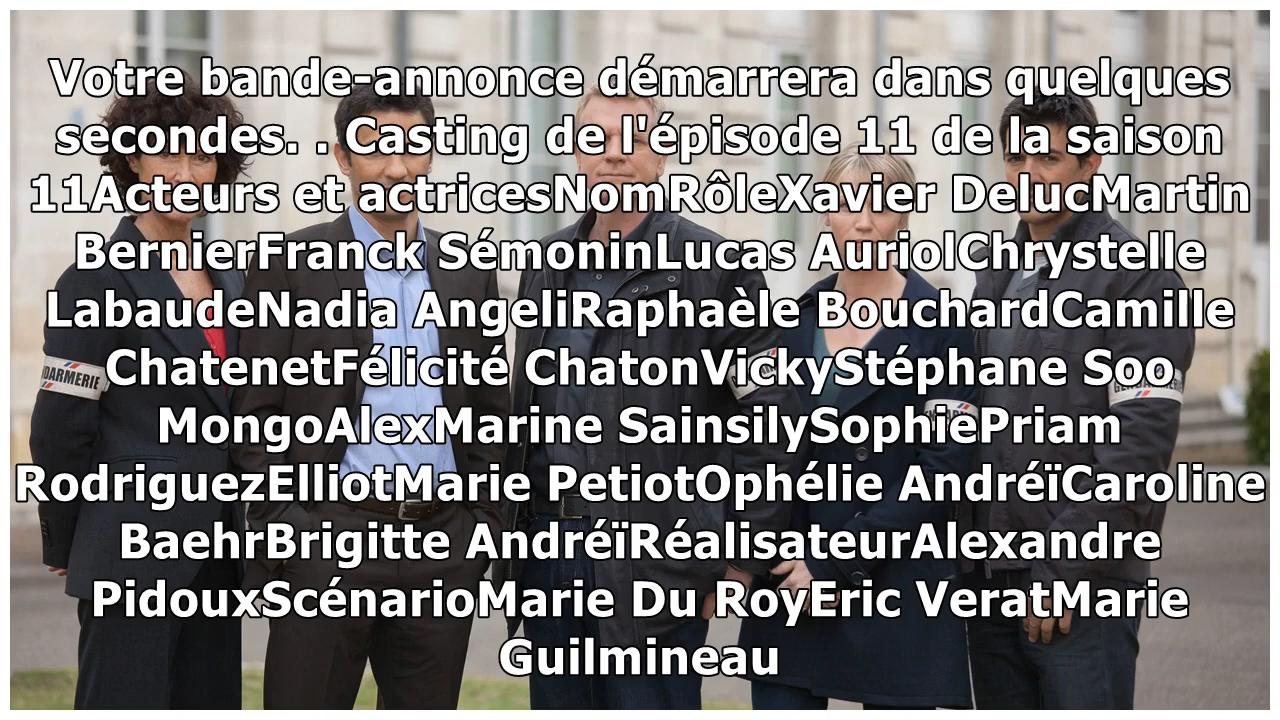 Votre bande-annonce démarrera dans quelques
secondes. . Casting de l'épisode 11 de la saison
11Acteurs et actricesNomRôleXavier DelucMartin
BernierFranck SémoninLucas AuriolChrystelle
LabaudeNadia AngeliRaphaèle BouchardCamille
ChatenetFélicité ChatonVickyStéphane Soo
MongoAlexMarine SainsilySophiePriam
RodriguezElliotMarie PetiotOphélie AndréïCaroline
BaehrBrigitte AndréïRéalisateurAlexandre
PidouxScénarioMarie Du RoyEric VeratMarie
Guilmineau
DARMERIE
GENDARMERIE